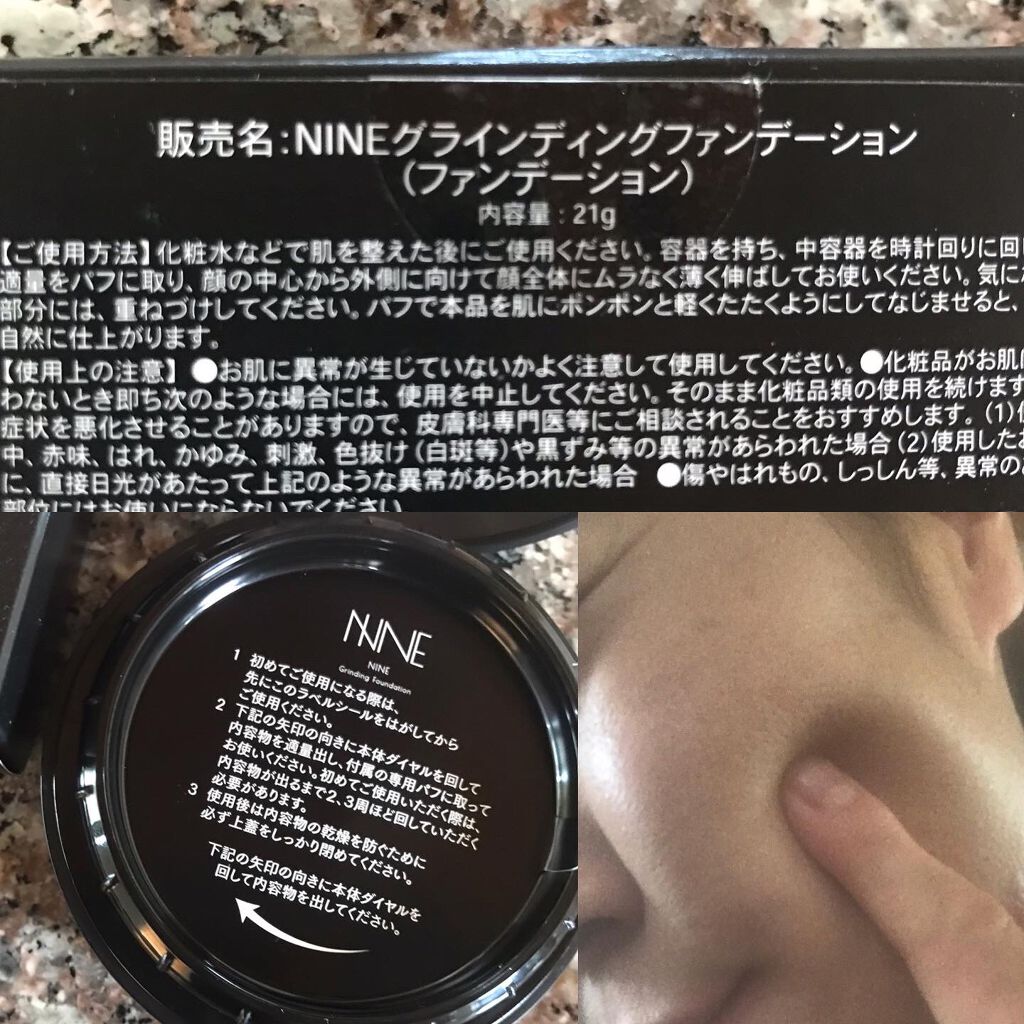 販売名:NINEグラインディングファンデーション
(ファンデーション)
内容量:21g
【ご使用方法】化粧水などで肌を整えた後にご使用ください。容器を持ち、中容器を時計回りに回
適量をパフに取り、顔の中心から外側に向けて顔全体にムラなく薄く伸ばしてお使いください。気に
部分には、重ねづけしてください。パフで本品を肌にポンポンと軽くたたくようにしてなじませると、
自然に仕上がります。
【使用上の注意】●お肌に異常が生じていないかよく注意して使用してください。●化粧品がお肌に
わないとき即ち次のような場合には、使用を中止してください。そのまま化粧品類の使用を続けます
症状を悪化させることがありますので、皮膚科専門医等にご相談されることをおすすめします。(1)使
中、赤味、はれ、かゆみ、刺激、色抜け(白斑等)や黒ずみ等の異常があらわれた場合(2)使用したお
に、直接日光があたって上記のような異常があらわれた場合 ●傷やはれもの、しっしん等、異常のあ
部位にはお使いにならないでください
NINE
NINE
Grinding Foundation
1 初めてご使用になる際は、
先にこのラベルシールをはがしてから
ご使用ください。
2 下記の矢印の向きに本体ダイヤルを回して
内容物を適量出し、付属の専用パフに取って
お使いください。初めてご使用いただく際は、
内容物が出るまで2、3周ほど回していただく
必要があります。
3 使用後は内容物の乾燥を防ぐために
必ず上蓋をしっかり閉めてください。
下記の矢印の向きに本体ダイヤルを
回して内容物を出してください。